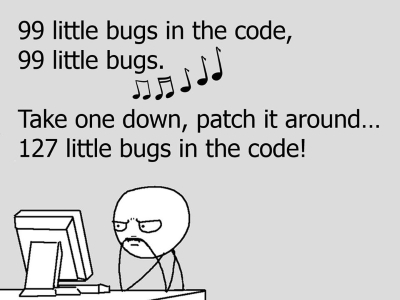 99 little bugs in the code,
99 little bugs.
Take one down, patch it around...
127 little bugs in the code!